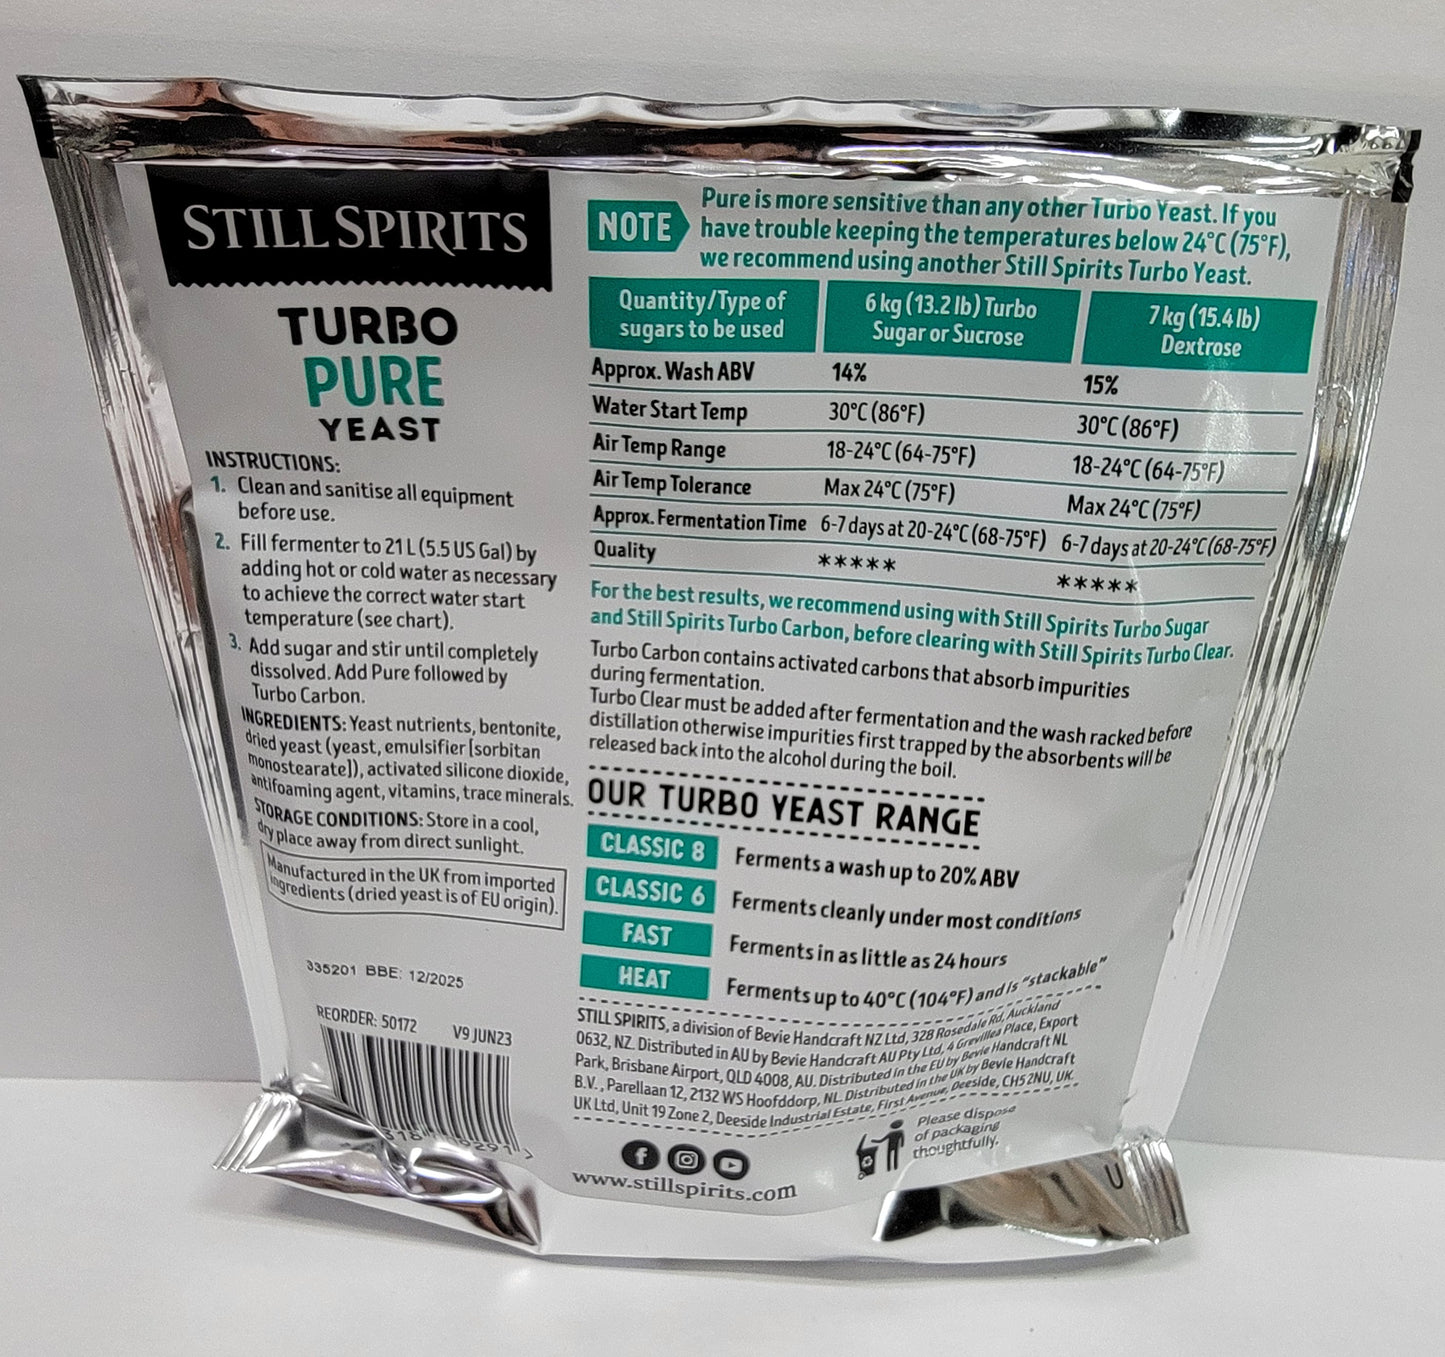 STILL SPIRITS
TURBO
PURE
YEAST
INSTRUCTIONS:
1. Clean and sanitise all equipment
before use.
2. Fill fermenter to 21 L (5.5 US Gal) by
adding hot or cold water as necessary
to achieve the correct water start
temperature (see chart).
3. Add sugar and stir until completely
dissolved. Add Pure followed by
Turbo Carbon.
INGREDIENTS: Yeast nutrients, bentonite,
dried yeast (yeast, emulsifier [sorbitan
monostearate]), activated silicone dioxide,
antifoaming agent, vitamins, trace minerals.
STORAGE CONDITIONS: Store in a cool,
dry place away from direct sunlight.
Manufactured in the UK from imported
ingredients (dried yeast is of EU origin).
335201 BBE: 12/2025
REORDER: 50172 V9 JUN23
NOTE
Pure is more sensitive than any other Turbo Yeast. If you
have trouble keeping the temperatures below 24°C (75°F),
we recommend using another Still Spirits Turbo Yeast.
Quantity/Type of
sugars to be used
6 kg (13.2 lb) Turbo
Sugar or Sucrose
7 kg (15.4 lb)
Dextrose
Approx. Wash ABV 14% 15%
Water Start Temp 30°C (86°F) 30°C (86°F)
Air Temp Range 18-24°C (64-75°F) 18-24°C (64-75°F)
Air Temp Tolerance Max 24°C (75°F) Max 24°C (75°F)
Approx. Fermentation Time 6-7 days at 20-24°C (68-75°F) 6-7 days at 20-24°C (68-75°F)
Quality ***** *****
For the best results, we recommend using with Still Spirits Turbo Sugar
and Still Spirits Turbo Carbon, before clearing with Still Spirits Turbo Clear.
Turbo Carbon contains activated carbons that absorb impurities
during fermentation.
Turbo Clear must be added after fermentation and the wash racked before
distillation otherwise impurities first trapped by the absorbents will be
released back into the alcohol during the boil.
OUR TURBO YEAST RANGE
CLASSIC 8 Ferments a wash up to 20% ABV
CLASSIC 6 Ferments cleanly under most conditions
FAST Ferments in as little as 24 hours
HEAT Ferments up to 40°C (104°F) and is "stackable"
STILL SPIRITS, a division of Bevie Handcraft NZ Ltd, 328 Rosedale Rd, Auckland
0632, NZ. Distributed in AU by Bevie Handcraft AU Pty Ltd, 4 Grevillea Place, Export
Park, Brisbane Airport, QLD 4008, AU. Distributed in the EU by Bevie Handcraft NL
B.V., Parellaan 12, 2132 WS Hoofddorp, NL. Distributed in the UK by Bevie Handcraft
UK Ltd, Unit 19 Zone 2, Deeside Industrial Estate, First Avenue, Deeside, CH5 2NU, UK.
www.stillspirits.com
Please dispose
of packaging
thoughtfully.